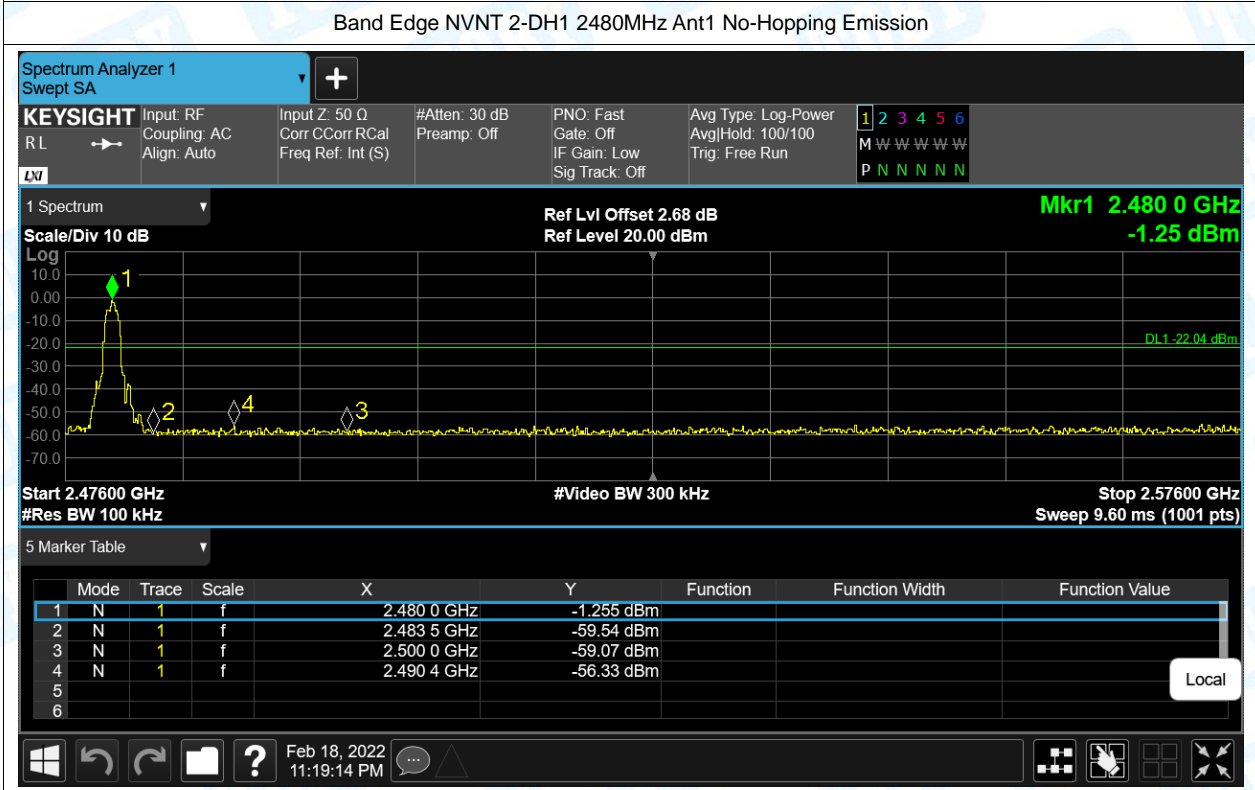 Band Edge NVNT 2-DH1 2480MHz Ant1 No-Hopping Emission
Spectrum Analyzer 1
Swept SA
KEYSIGHT
RL
LXI
Input: RF
Coupling: AC
Align: Auto
Input Z: 50 Ω
Corr CCorr RCal
Freq Ref: Int (S)
#Atten: 30 dB
Preamp: Off
PNO: Fast
Gate: Off
IF Gain: Low
Sig Track: Off
Avg Type: Log-Power
Avg|Hold: 100/100
Trig: Free Run
1 2 3 4 5 6
M W W W W W
P N N N N N
1 Spectrum
Scale/Div 10 dB
Ref Lvl Offset 2.68 dB
Ref Level 20.00 dBm
Mkr1 2.480 0 GHz
-1.25 dBm
Log
10.0
0.00
-10.0
-20.0
-30.0
-40.0
-50.0
-60.0
-70.0
1
2
4
3
DL1 -22.04 dBm
Start 2.47600 GHz
#Res BW 100 kHz
#Video BW 300 kHz
Stop 2.57600 GHz
Sweep 9.60 ms (1001 pts)
5 Marker Table
Mode Trace Scale X Y Function Function Width Function Value
1 N 1 f 2.480 0 GHz -1.255 dBm
2 N 1 f 2.483 5 GHz -59.54 dBm
3 N 1 f 2.500 0 GHz -59.07 dBm
4 N 1 f 2.490 4 GHz -56.33 dBm
5
6
Local
?
Feb 18, 2022
11:19:14 PM